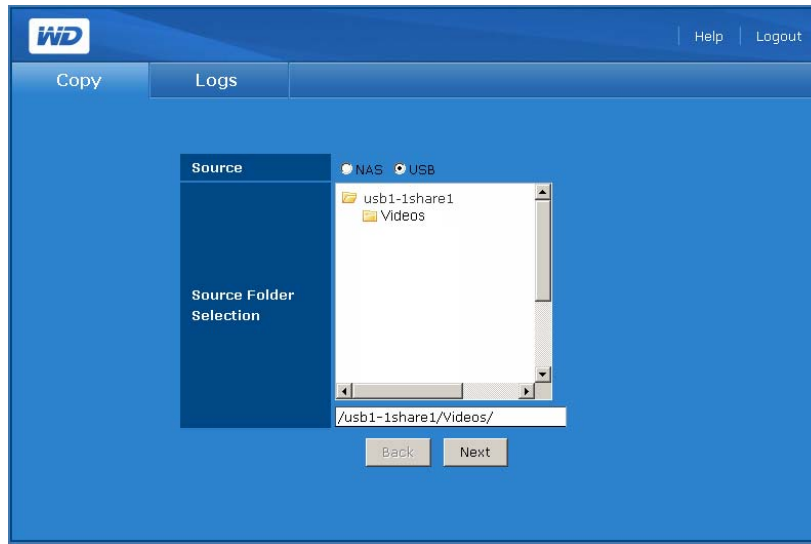 WD
Help
Logout
Copy
Logs
Source
NAS
USB
usb1-1share1
Videos
Source Folder
Selection
/usb1-1share1/Videos/
Back
Next